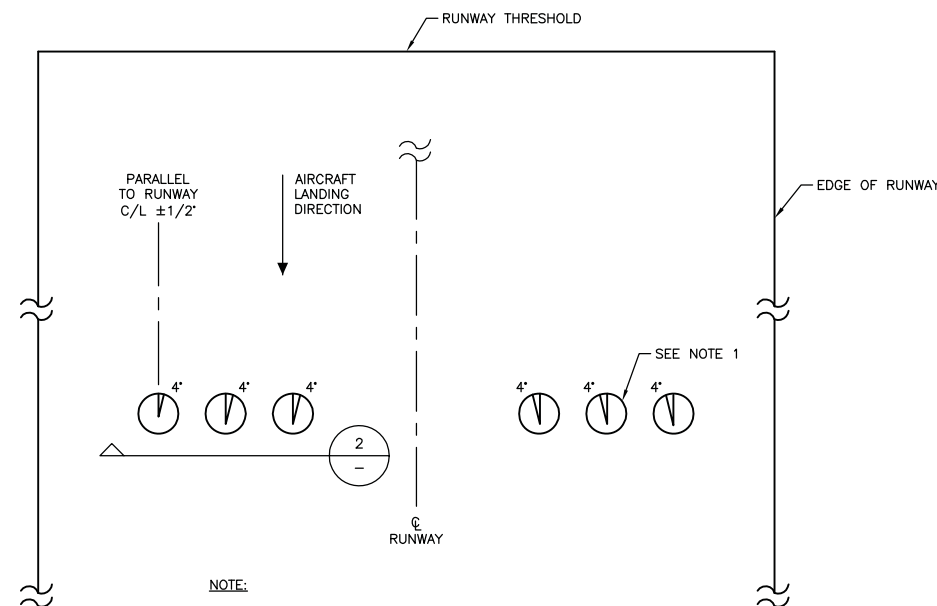 RUNWAY THRESHOLD
PARALLEL
TO RUNWAY
C/L ±1/2°
AIRCRAFT
LANDING
DIRECTION
EDGE OF RUNWAY
SEE NOTE 1
4° 4° 4° 4° 4° 4°
2
–
℄
RUNWAY
NOTE: